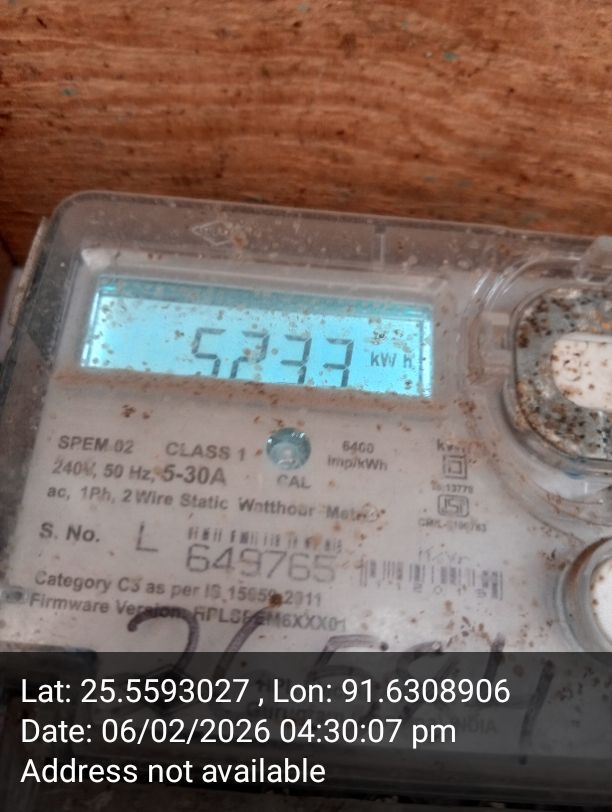 5233 kWh
SPEM 02 CLASS 1 6400 imp/kWh
240V, 50 Hz, 5-30A CAL
ac, 1Ph, 2 Wire Static Watthour Meter
S. No. L 649765
Category C3 as per IS 15959:2011
Firmware Version:
Lat: 25.5593027 , Lon: 91.6308906
Date: 06/02/2026 04:30:07 pm
Address not available